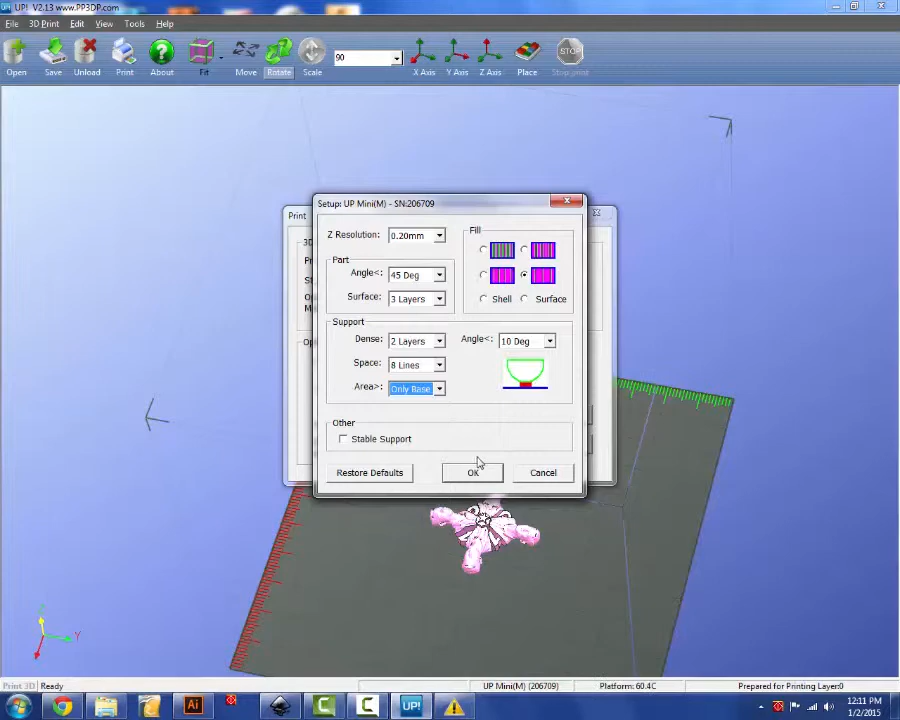 UP! V2.13 www.PP3DP.com
File 3D Print Edit View Tools Help
90
Open Save Unload Print About Fit Move Rotate Scale X Axis Y Axis Z Axis Place Stop print
Print
Setup: UP Mini(M) - SN:206709
Z Resolution: 0.20mm
Fill
Part
Angle<: 45 Deg
Surface: 3 Layers
Shell Surface
Support
Dense: 2 Layers
Angle<: 10 Deg
Space: 8 Lines
Area>: Only Base
Other
Stable Support
Restore Defaults OK Cancel
Z
Y
Print 3D Ready UP Mini(M) (206709) Platform: 60.4C Prepared for Printing Layer:0
Ai UP!
12:11 PM
1/2/2015